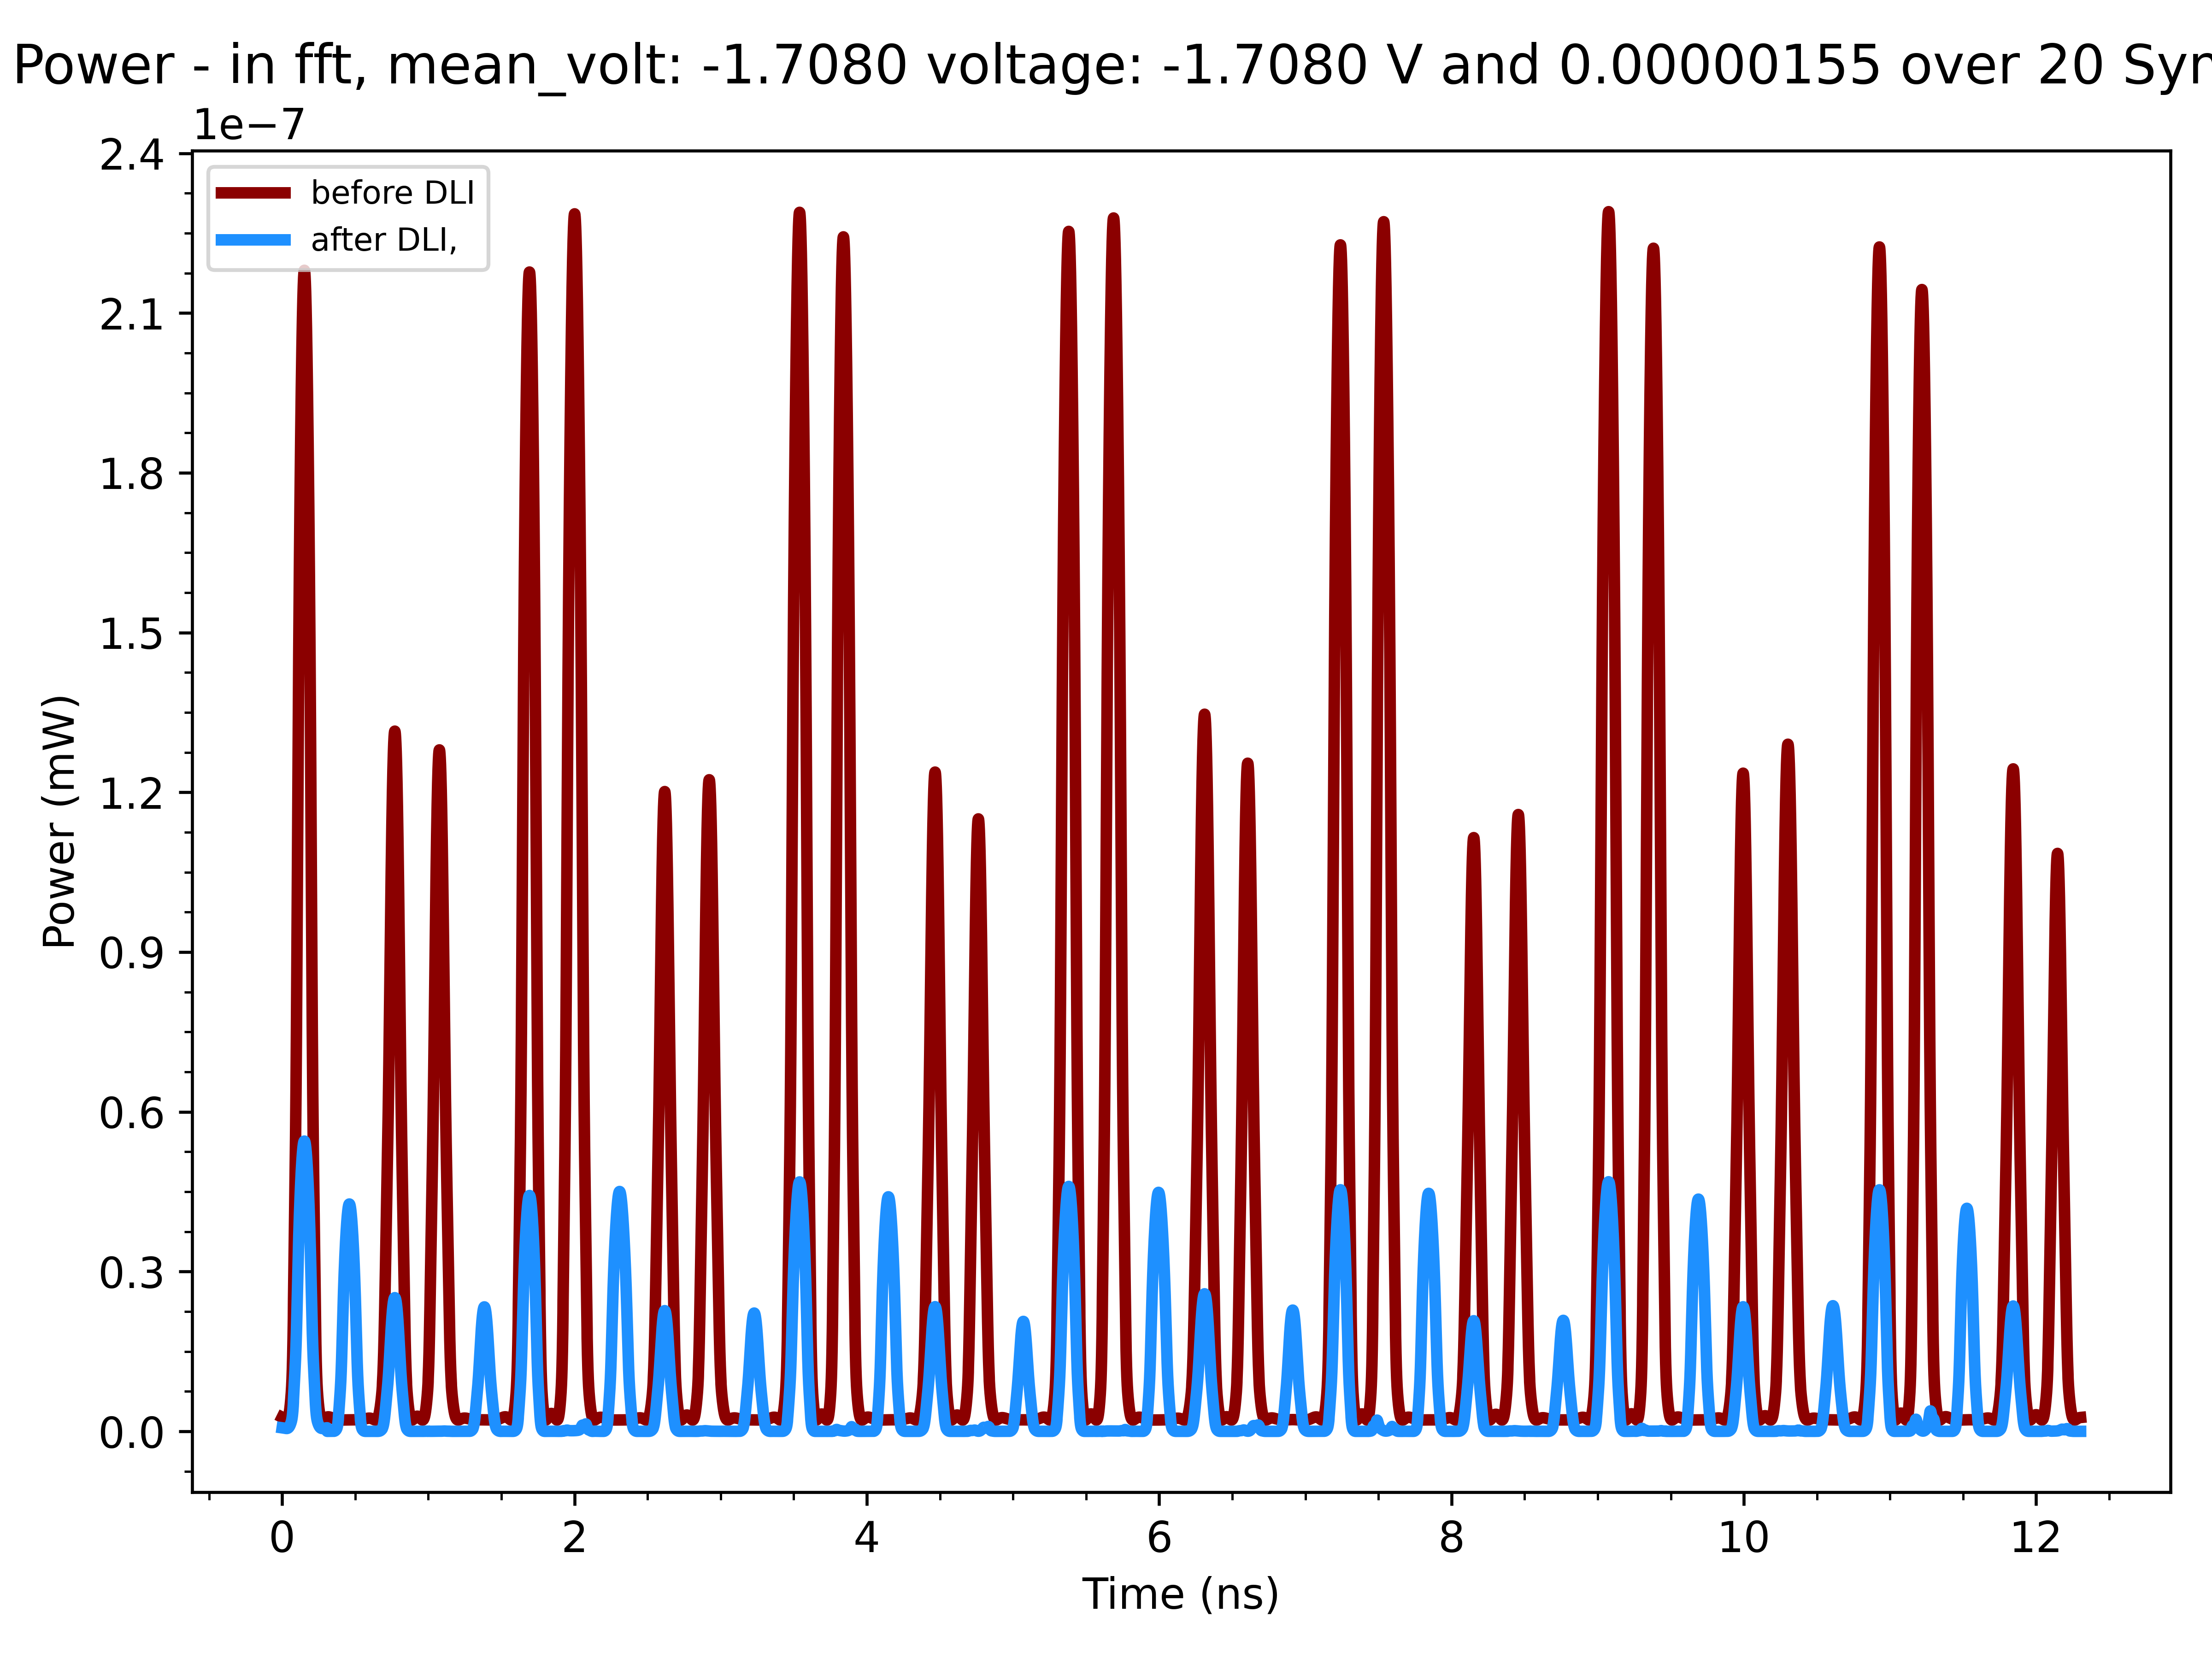 Power - in fft, mean_volt: -1.7080 voltage: -1.7080 V and 0.00000155 over 20 Sym
1e−7
2.4
2.1
1.8
1.5
1.2
0.9
0.6
0.3
0.0
before DLI
after DLI,
Power (mW)
0 2 4 6 8 10 12
Time (ns)